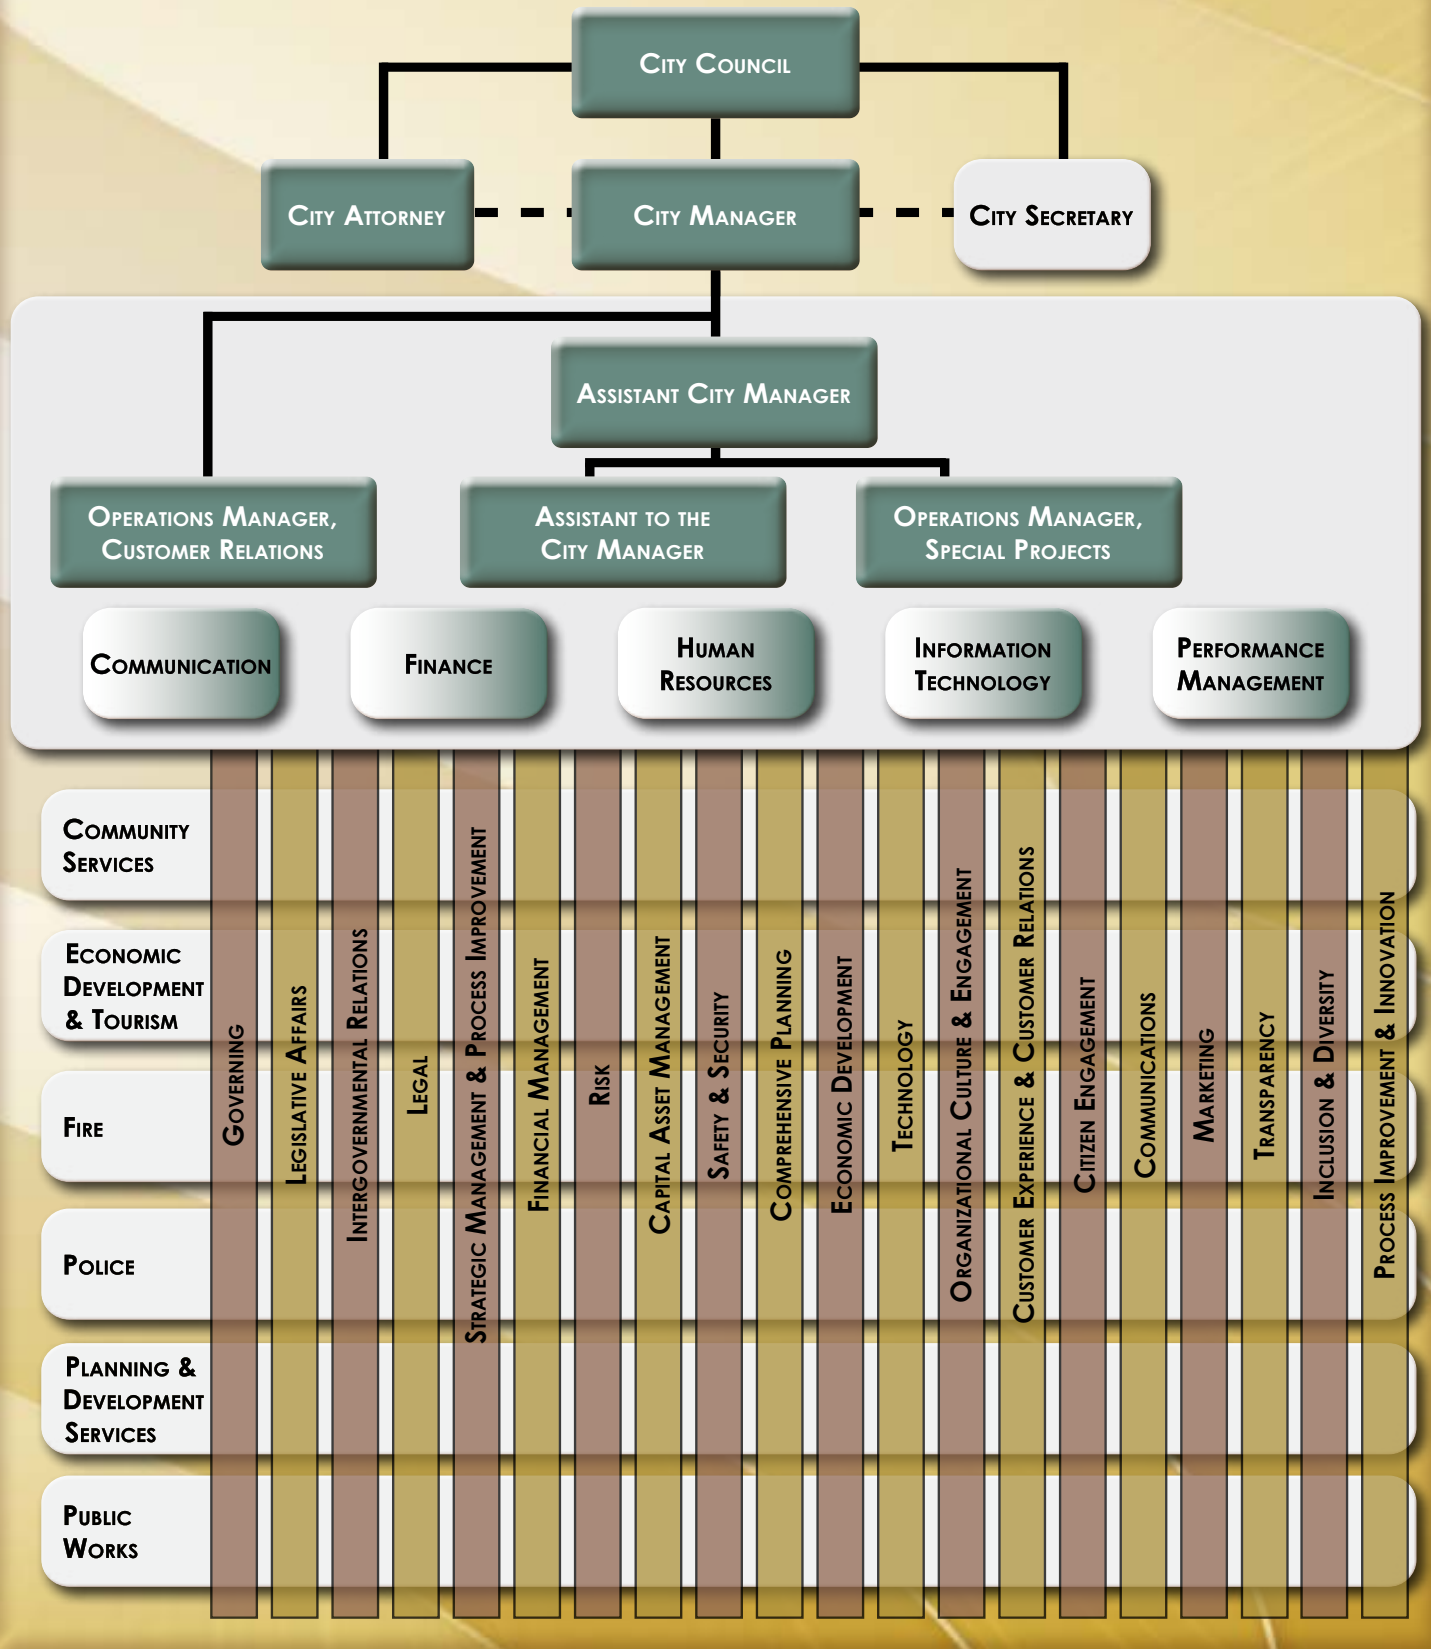 City Council
City Attorney
City Manager
City Secretary
Assistant City Manager
Operations Manager,
Customer Relations
Assistant to the
City Manager
Operations Manager,
Special Projects
Communication
Finance
Human
Resources
Information
Technology
Performance
Management
Community
Services
Economic
Development
& Tourism
Fire
Police
Planning &
Development
Services
Public
Works
Governing
Legislative Affairs
Intergovernmental Relations
Legal
Strategic Management & Process Improvement
Financial Management
Risk
Capital Asset Management
Safety & Security
Comprehensive Planning
Economic Development
Technology
Organizational Culture & Engagement
Customer Experience & Customer Relations
Citizen Engagement
Communications
Marketing
Transparency
Inclusion & Diversity
Process Improvement & Innovation